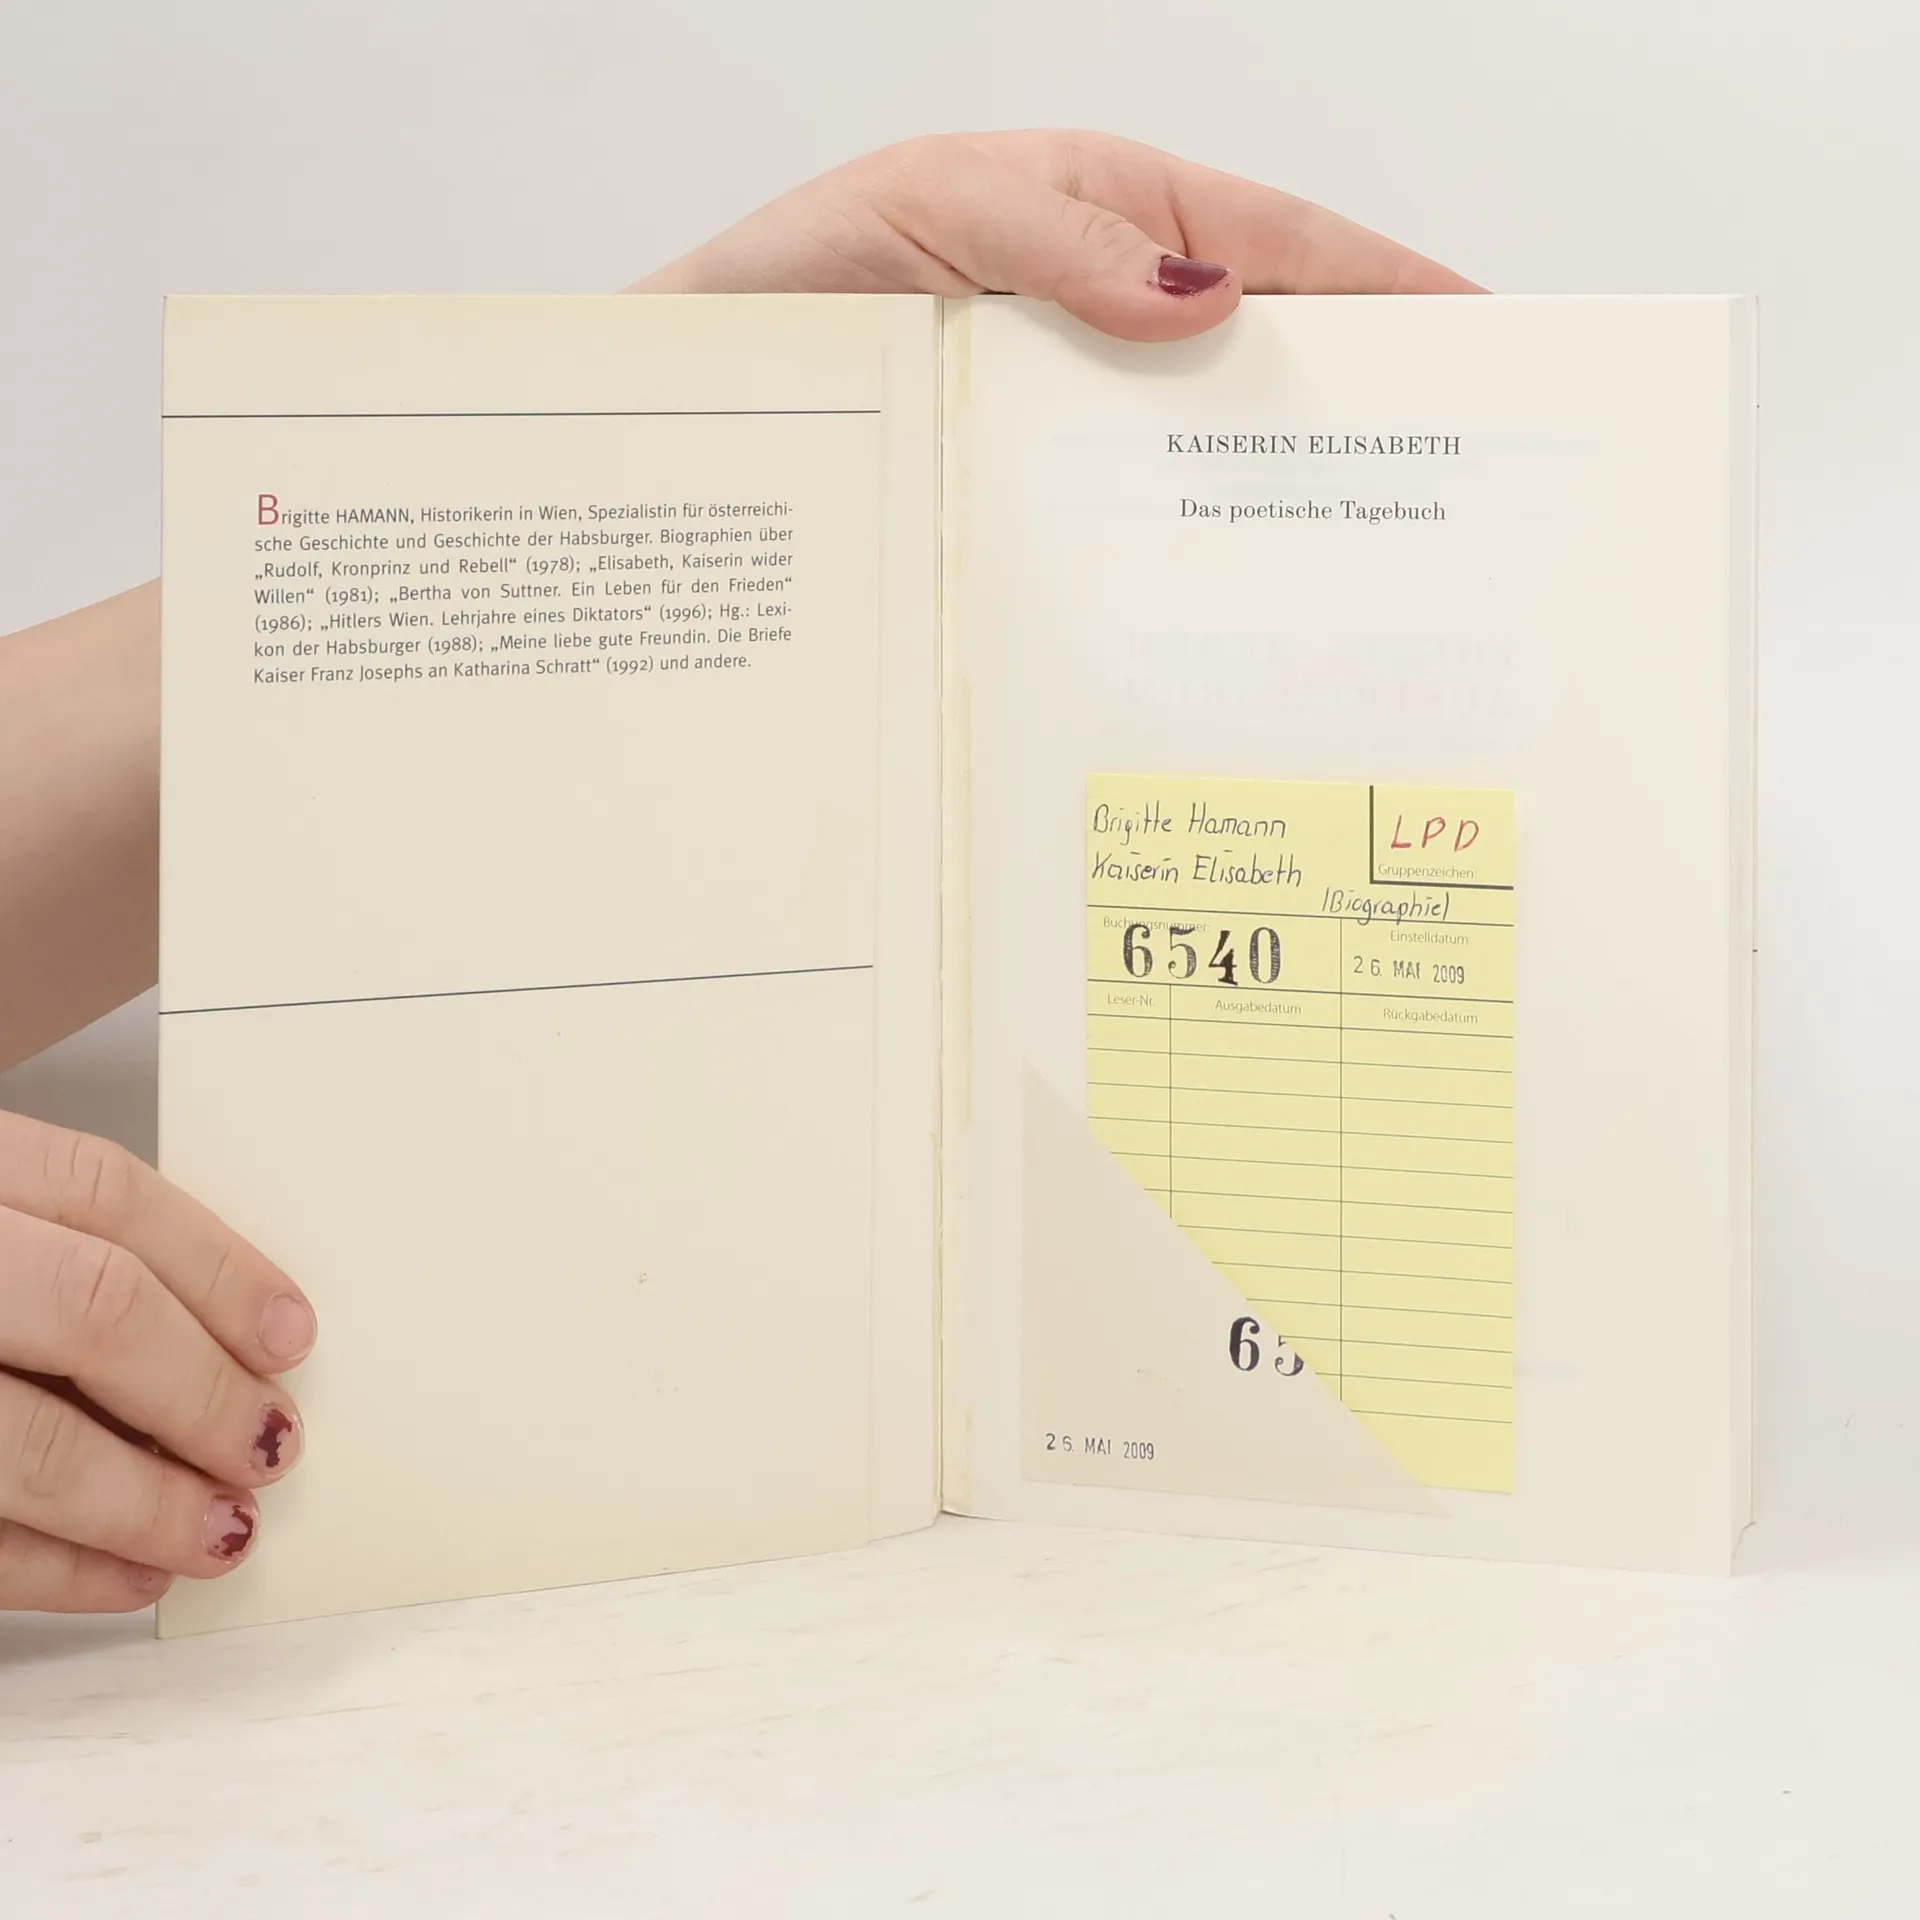 Brigitte HAMANN, Historikerin in Wien, Spezialistin für österreichi-
sche Geschichte und Geschichte der Habsburger. Biographien über
„Rudolf, Kronprinz und Rebell“ (1978); „Elisabeth, Kaiserin wider
Willen“ (1981); „Bertha von Suttner. Ein Leben für den Frieden“
(1986); „Hitlers Wien. Lehrjahre eines Diktators“ (1996); Hg.: Lexi-
kon der Habsburger (1988); „Meine liebe gute Freundin. Die Briefe
Kaiser Franz Josephs an Katharina Schratt“ (1992) und andere.
KAISERIN ELISABETH
Das poetische Tagebuch
Brigitte Hamann
Kaiserin Elisabeth
LPD
Gruppenzeichen:
(Biographie)
Buchungsnummer:
6540
Einstelldatum
26. MAI 2009
Leser-Nr.
Ausgabedatum
Rückgabedatum
65
26. MAI 2009